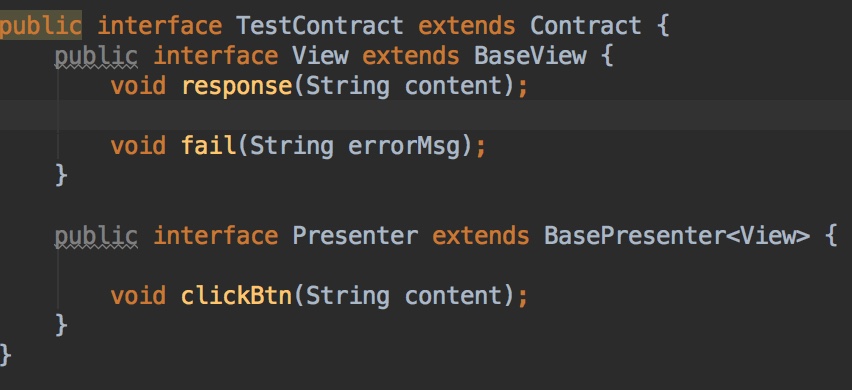 public interface TestContract extends Contract {
public interface View extends BaseView {
void response(String content);
void fail(String errorMsg);
}
public interface Presenter extends BasePresenter<View> {
void clickBtn(String content);
}
}